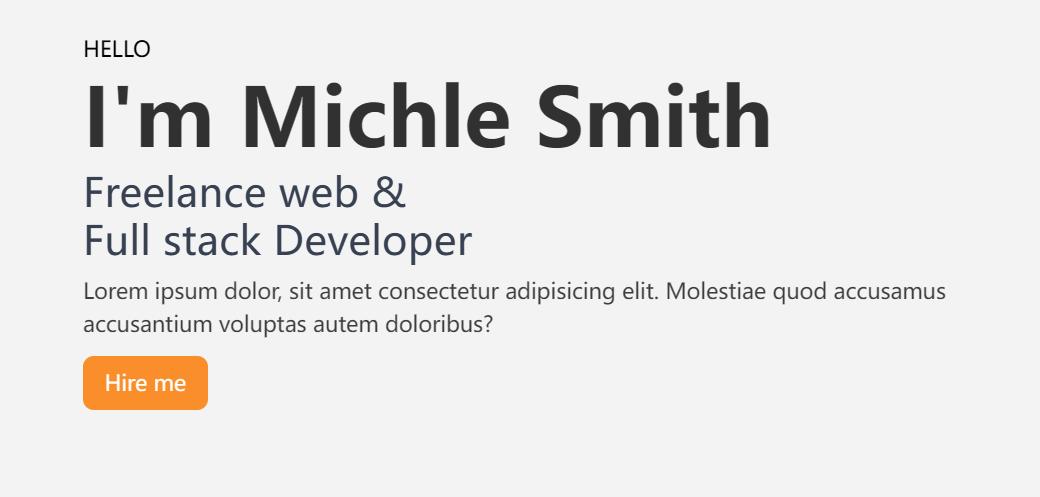 HELLO
I'm Michle Smith
Freelance web &
Full stack Developer
Lorem ipsum dolor, sit amet consectetur adipisicing elit. Molestiae quod accusamus
accusantium voluptas autem doloribus?
Hire me